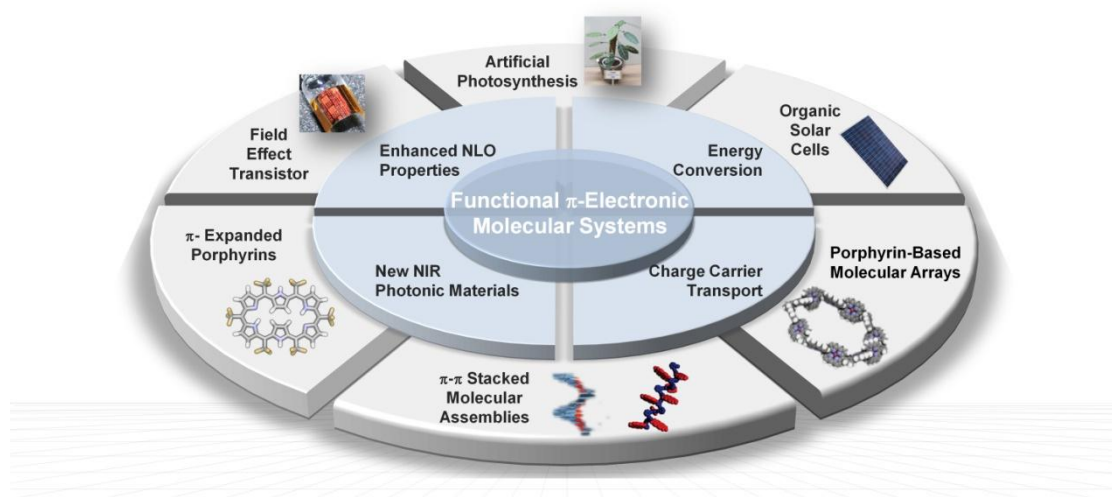 Artificial
Photosynthesis
Field
Effect
Transistor
Organic
Solar
Cells
Enhanced NLO
Properties
Energy
Conversion
Functional π-Electronic
Molecular Systems
π- Expanded
Porphyrins
New NIR
Photonic Materials
Charge Carrier
Transport
Porphyrin-Based
Molecular Arrays
π-π Stacked
Molecular
Assemblies